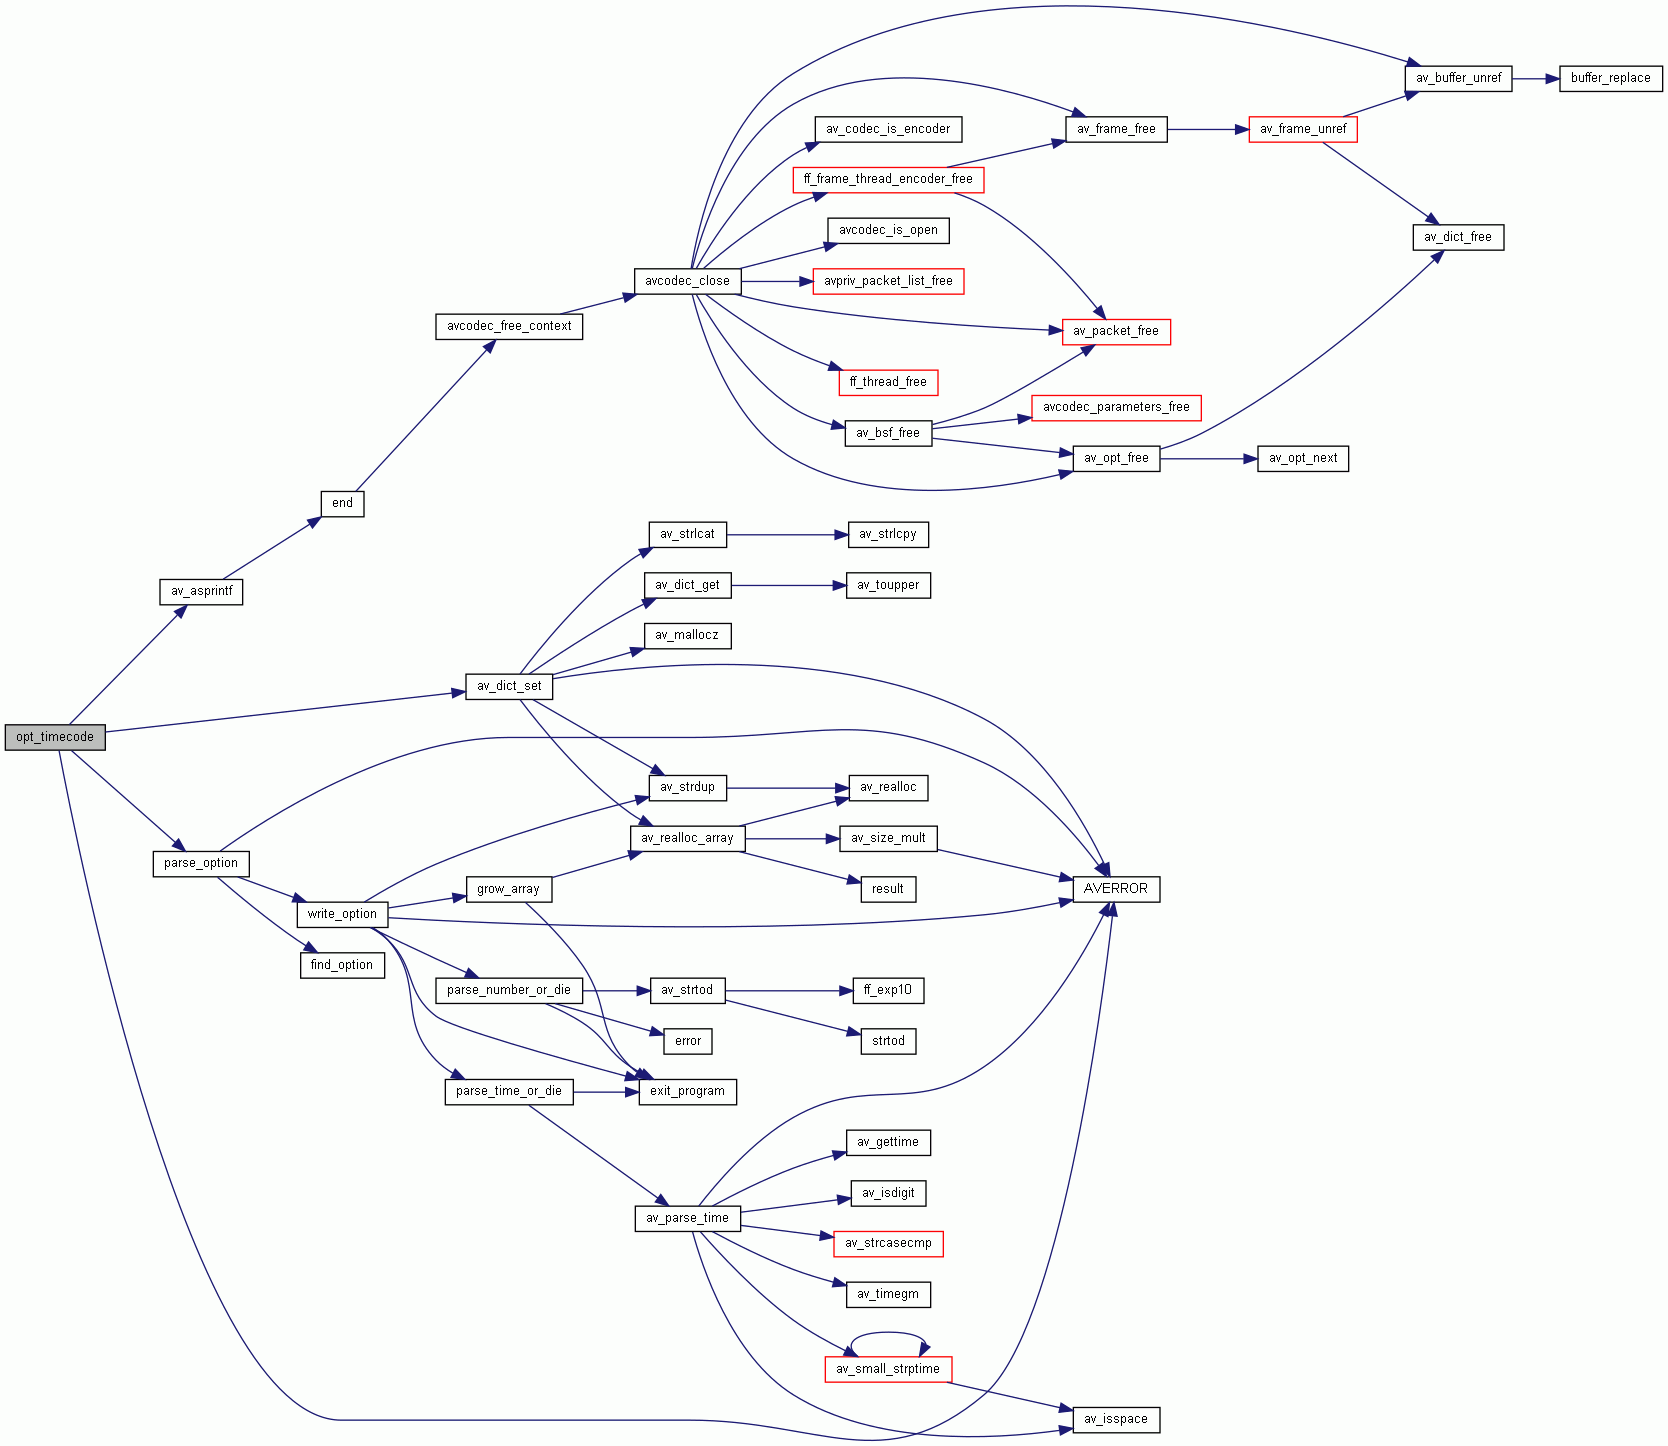 av_buffer_unref
buffer_replace
av_codec_is_encoder
av_frame_free
av_frame_unref
ff_frame_thread_encoder_free
avcodec_is_open
av_dict_free
avcodec_close
avpriv_packet_list_free
avcodec_free_context
av_packet_free
ff_thread_free
avcodec_parameters_free
av_bsf_free
av_opt_free
av_opt_next
end
av_strlcat
av_strlcpy
av_asprintf
av_dict_get
av_toupper
av_mallocz
av_dict_set
opt_timecode
av_strdup
av_realloc
av_realloc_array
av_size_mult
parse_option
grow_array
result
AVERROR
write_option
find_option
parse_number_or_die
av_strtod
ff_exp10
error
strtod
parse_time_or_die
exit_program
av_gettime
av_isdigit
av_parse_time
av_strcasecmp
av_timegm
av_small_strptime
av_isspace